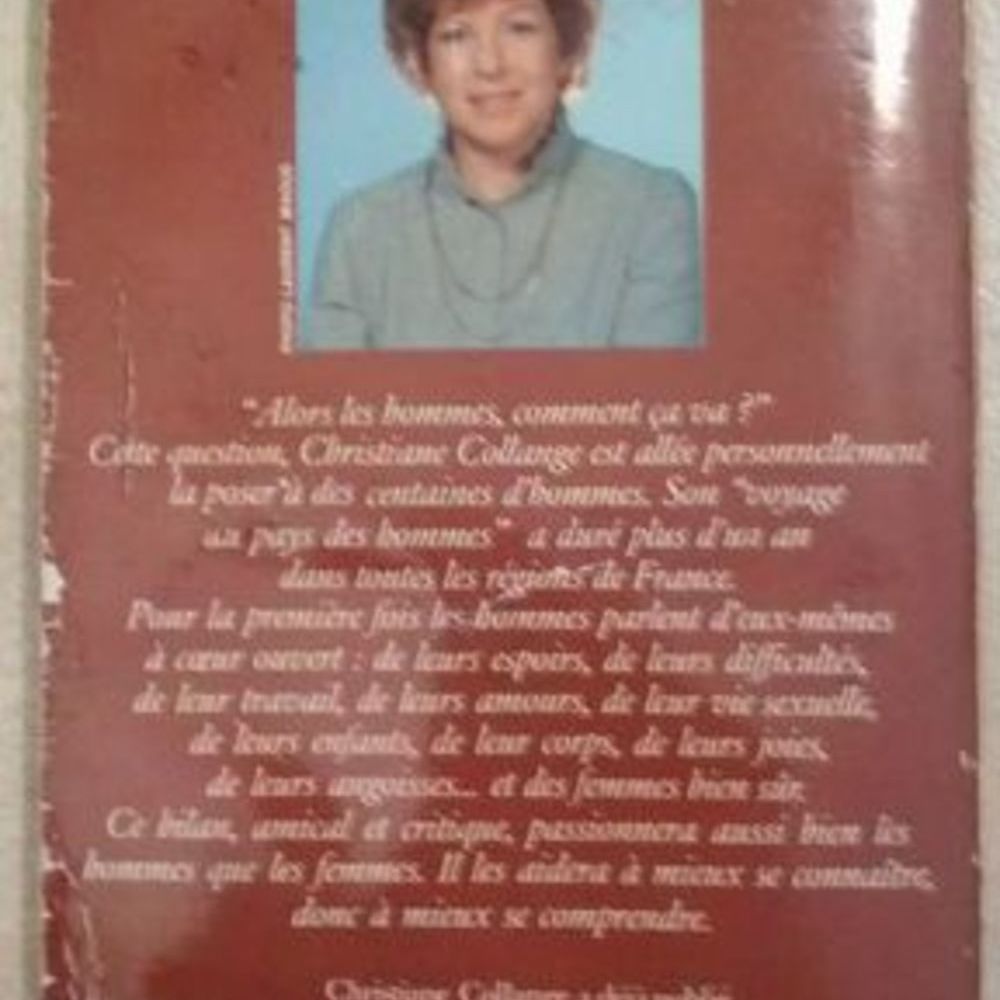 "Alors les hommes, comment ça va ?"
Cette question, Christiane Collange est allée personnellement
la poser à des centaines d'hommes. Son "voyage
au pays des hommes" a duré plus d'un an
dans toutes les régions de France.
Pour la première fois les hommes parlent d'eux-mêmes
à cœur ouvert : de leurs espoirs, de leurs difficultés,
de leur travail, de leurs amours, de leur vie sexuelle,
de leurs enfants, de leur corps, de leurs joies,
de leurs angoisses... et des femmes bien sûr.
Ce bilan, amical et critique, passionnera aussi bien les
hommes que les femmes. Il les aidera à mieux se connaître,
donc à mieux se comprendre.
Christiane Collange a déjà publié